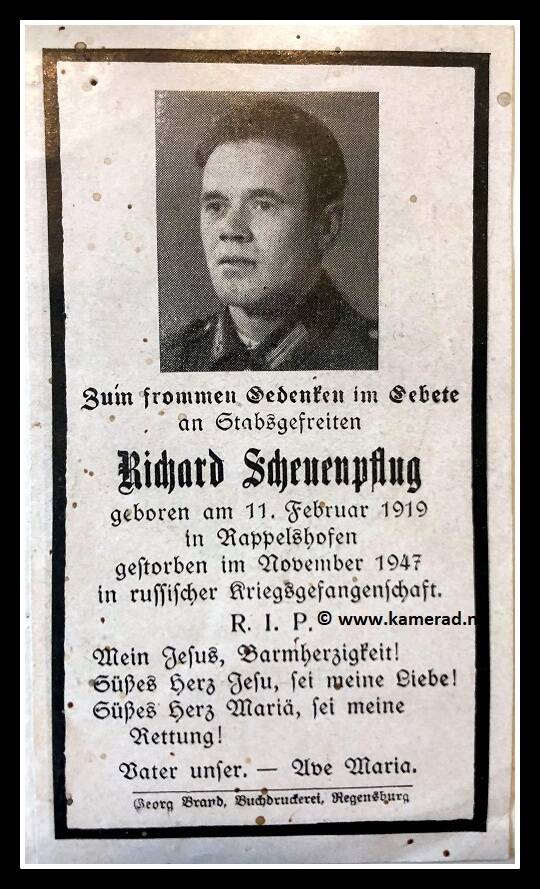 Zum frommen Gedenken im Gebete
an Stabsgefreiten
Richard Scheuenpflug
geboren am 11. Februar 1919
in Rappelshofen
gestorben im November 1947
in russischer Kriegsgefangenschaft.
R. I. P.
© www.kamerad.n
Mein Jesus, Barmherzigkeit!
Süßes Herz Jesu, sei meine Liebe!
Süßes Herz Mariä, sei meine
Rettung!
Vater unser. — Ave Maria.
Georg Brand, Buchdruckerei, Regensburg